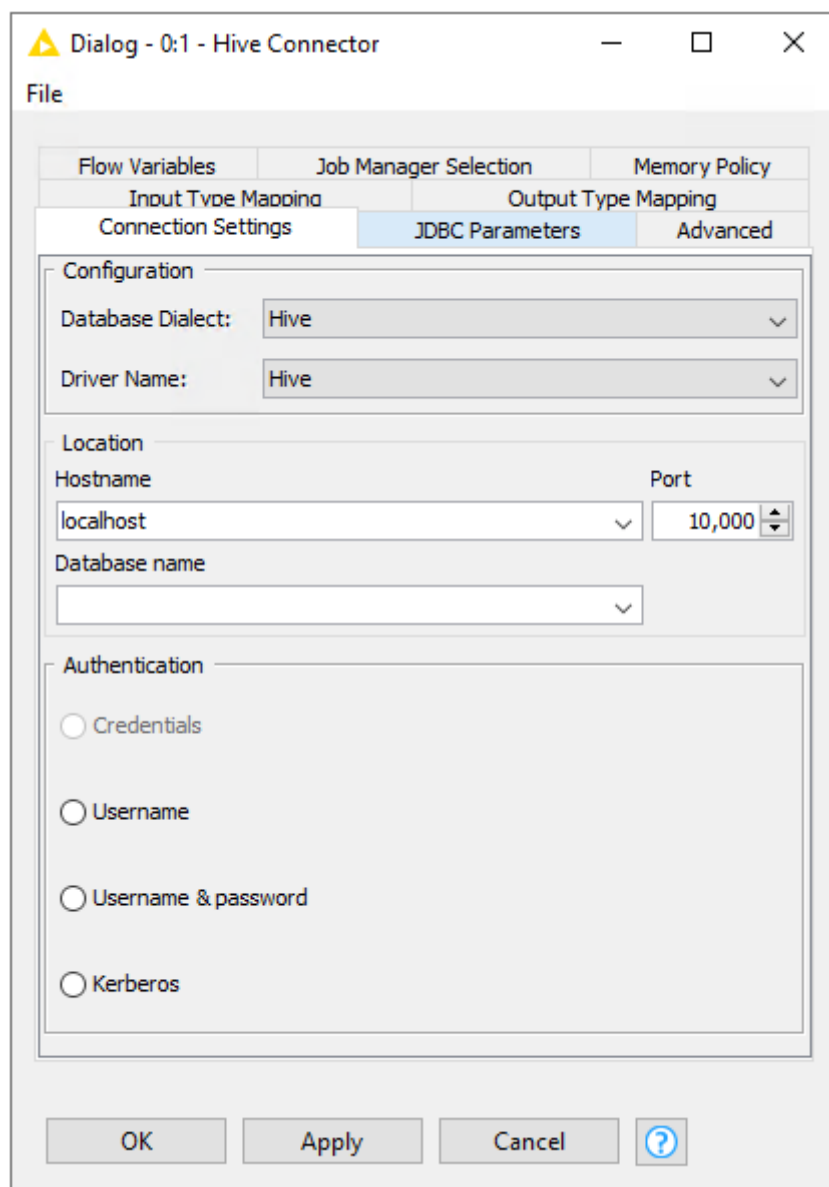 Dialog - 0:1 - Hive Connector
File
Flow Variables Job Manager Selection Memory Policy
Input Type Mapping Output Type Mapping
Connection Settings JDBC Parameters Advanced
Configuration
Database Dialect: Hive
Driver Name: Hive
Location
Hostname Port
localhost 10,000
Database name
Authentication
Credentials
Username
Username & password
Kerberos
OK Apply Cancel ?